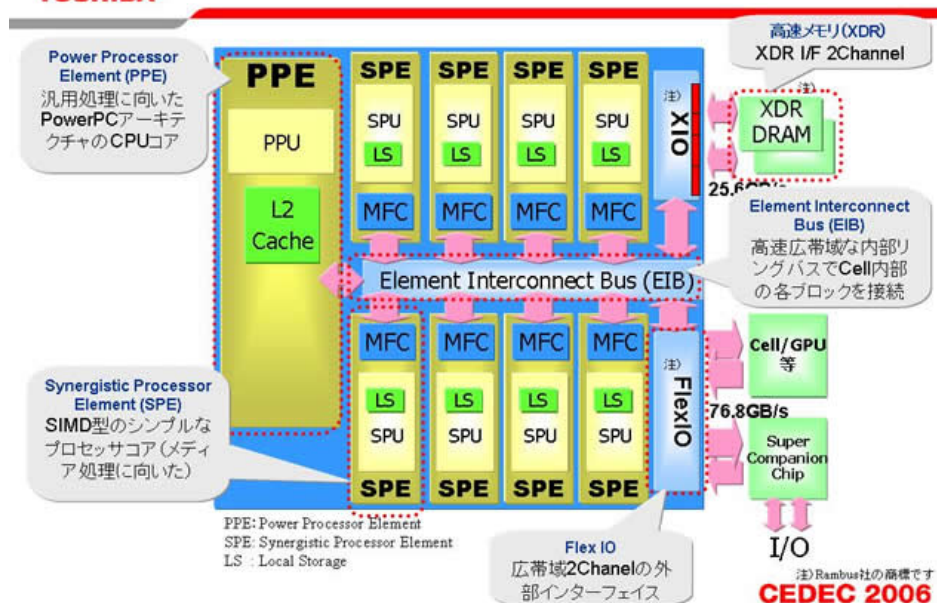 Power Processor
Element (PPE)
汎用処理に向いた
PowerPCアーキテ
クチャのCPUコア
PPE
PPU
L2
Cache
SPE
SPU
LS
MFC
SPE
SPU
LS
MFC
SPE
SPU
LS
MFC
SPE
SPU
LS
MFC
注)
XIO
高速メモリ(XDR)
XDR I/F 2Channel
注)
XDR
DRAM
25.6GB/s
Element Interconnect
Bus (EIB)
高速広帯域な内部リ
ングバスでCell内部
の各ブロックを接続
Element Interconnect Bus (EIB)
MFC
LS
SPU
SPE
MFC
LS
SPU
SPE
MFC
LS
SPU
SPE
MFC
LS
SPU
SPE
注)
FlexIO
Cell/GPU
等
76.8GB/s
Super
Companion
Chip
I/O
Synergistic Processor
Element (SPE)
SIMD型のシンプルな
プロセッサコア(メディ
ア処理に向いた)
PPE: Power Processor Element
SPE: Synergistic Processor Element
LS : Local Storage
Flex IO
広帯域2Chanelの外
部インターフェイス
注)Rambus社の商標です
CEDEC 2006